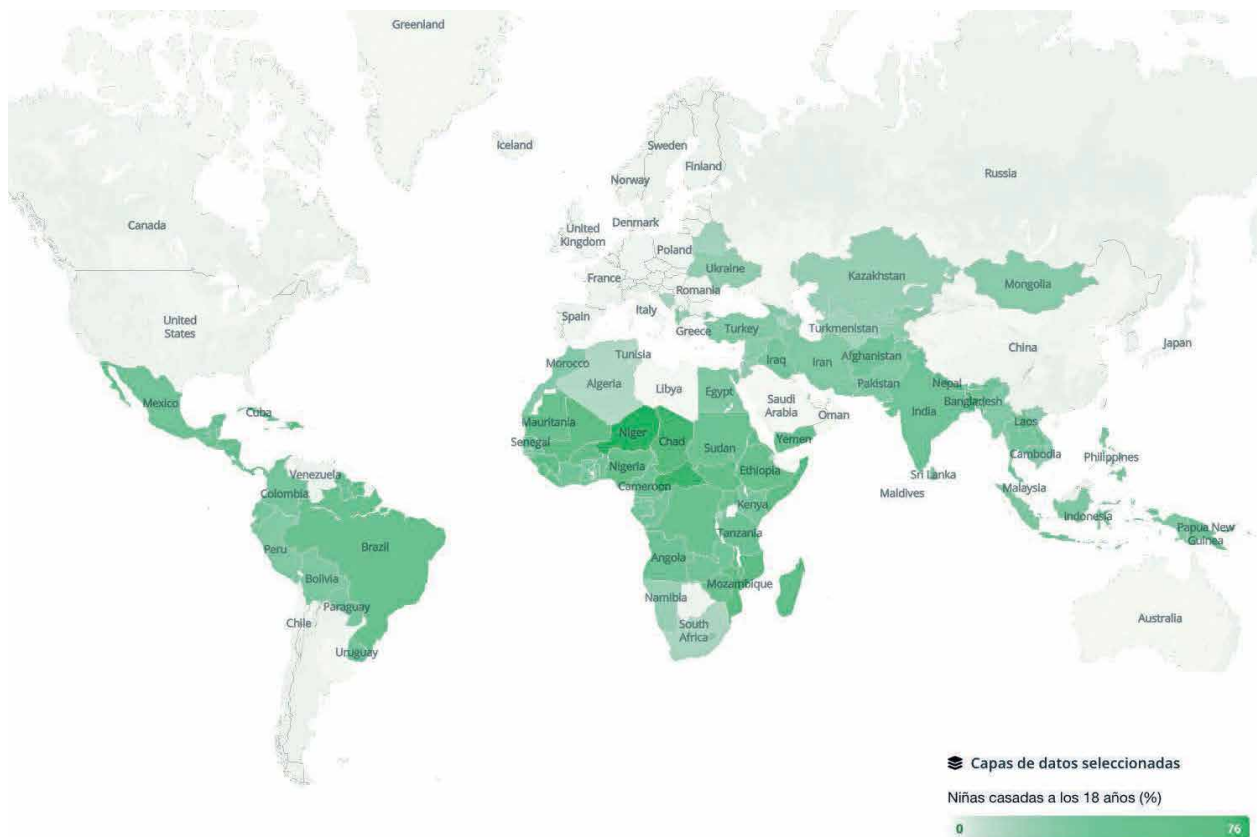 Greenland
Iceland
Sweden
Finland
Norway
Russia
Canada
Denmark
United
Kingdom
Poland
Ukraine
Kazakhstan
Mongolia
France
Romania
Italy
Spain
Greece
Turkey
Turkmenistan
United
States
China
Japan
Tunisia
Morocco
Iraq
Iran
Afghanistan
Algeria
Libya
Egypt
Pakistan
Nepal
Saudi
Arabia
Bangladesh
Mexico
Cuba
Oman
India
Mauritania
Niger
Laos
Senegal
Chad
Yemen
Sudan
Cambodia
Philippines
Nigeria
Ethiopia
Venezuela
Sri Lanka
Cameroon
Malaysia
Colombia
Maldives
Kenya
Indonesia
Tanzania
Papua New
Guinea
Peru
Brazil
Angola
Bolivia
Mozambique
Namibia
Paraguay
Chile
South
Africa
Australia
Uruguay
Capas de datos seleccionadas
Niñas casadas a los 18 años (%)
0 76